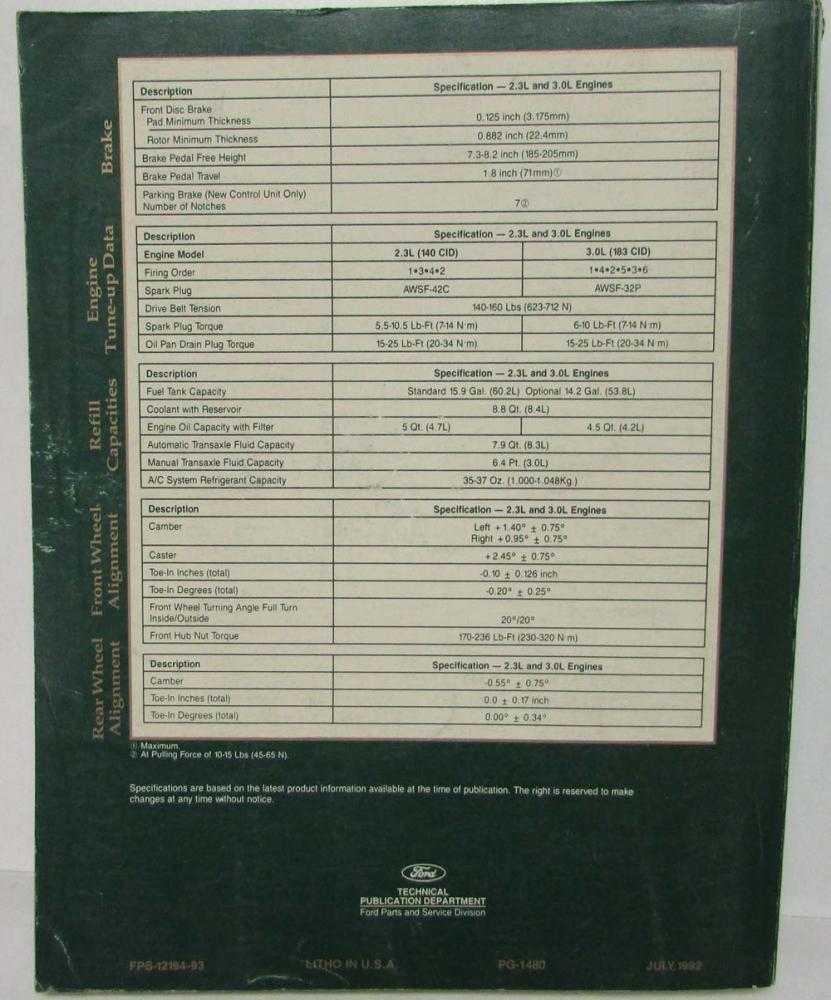 Brake
Description Specification — 2.3L and 3.0L Engines
Front Disc Brake
Pad Minimum Thickness 0.125 inch (3.175mm)
Rotor Minimum Thickness 0.882 inch (22.4mm)
Brake Pedal Free Height 7.3-8.2 inch (185-205mm)
Brake Pedal Travel 1.8 inch (71mm)①
Parking Brake (New Control Unit Only)
Number of Notches 7②
Engine
Tune-up Data
Description Specification — 2.3L and 3.0L Engines
Engine Model 2.3L (140 CID) 3.0L (183 CID)
Firing Order 1•3•4•2 1•4•2•5•3•6
Spark Plug AWSF-42C AWSF-32P
Drive Belt Tension 140-160 Lbs (623-712 N)
Spark Plug Torque 5.5-10.5 Lb-Ft (7-14 N·m) 6-10 Lb-Ft (7-14 N·m)
Oil Pan Drain Plug Torque 15-25 Lb-Ft (20-34 N·m) 15-25 Lb-Ft (20-34 N·m)
Refill
Capacities
Description Specification — 2.3L and 3.0L Engines
Fuel Tank Capacity Standard 15.9 Gal. (60.2L) Optional 14.2 Gal. (53.8L)
Coolant with Reservoir 8.8 Qt. (8.4L)
Engine Oil Capacity with Filter 5 Qt. (4.7L) 4.5 Qt. (4.2L)
Automatic Transaxle Fluid Capacity 7.9 Qt. (8.3L)
Manual Transaxle Fluid Capacity 6.4 Pt. (3.0L)
A/C System Refrigerant Capacity 35-37 Oz. (1.000-1.048Kg.)
Front Wheel
Alignment
Description Specification — 2.3L and 3.0L Engines
Camber Left +1.40° ± 0.75°
Right +0.95° ± 0.75°
Caster +2.45° ± 0.75°
Toe-In Inches (total) -0.10 ± 0.126 inch
Toe-In Degrees (total) -0.20° ± 0.25°
Front Wheel Turning Angle Full Turn
Inside/Outside 20°/20°
Front Hub Nut Torque 170-236 Lb-Ft (230-320 N·m)
Rear Wheel
Alignment
Description Specification — 2.3L and 3.0L Engines
Camber -0.55° ± 0.75°
Toe-In Inches (total) 0.0 ± 0.17 inch
Toe-In Degrees (total) 0.00° ± 0.34°
① Maximum.
② At Pulling Force of 10-15 Lbs (45-65 N).
Specifications are based on the latest product information available at the time of publication. The right is reserved to make
changes at any time without notice.
Ford
TECHNICAL
PUBLICATION DEPARTMENT
Ford Parts and Service Division
FPS-12194-93 LITHO IN U.S.A. PG-1480 JULY, 1992